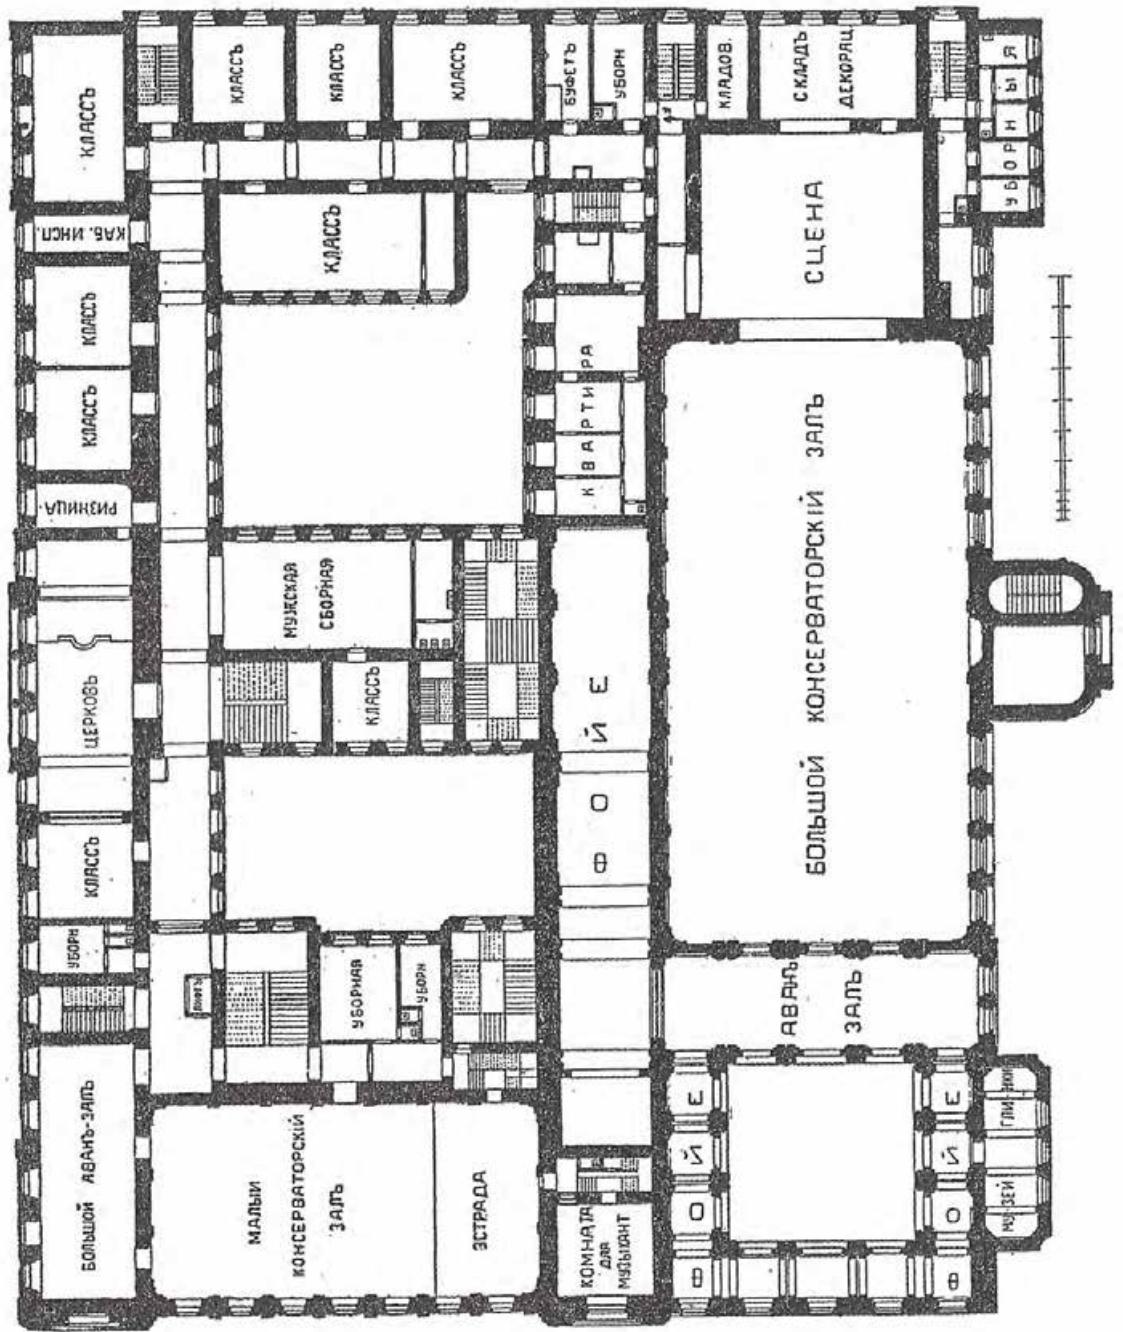 КЛАССЪ
КЛАССЪ
КЛАССЪ
КЛАССЪ
БУФЕТЪ
УБОРН
КЛАДОВ.
СКЛАДЪ
ДЕКОРАЦ.
УБОРНЫЯ
КАБ. ИНСП.
КЛАССЪ
СЦЕНА
КЛАССЪ
КЛАССЪ
КВАРТИРА
РИЗНИЦА
МУЖСКАЯ
СБОРНАЯ
БОЛЬШОЙ КОНСЕРВАТОРСКІЙ ЗАЛЪ
ЦЕРКОВЬ
КЛАССЪ
ФОЙЕ
КЛАССЪ
УБОРН
УБОРНАЯ
УБОРН
АВАНЪ
ЗАЛЪ
БОЛЬШОЙ АВАНЪ-ЗАЛЪ
МАЛЫЙ
КОНСЕРВАТОРСКІЙ
ЗАЛЪ
ЭСТРАДА
КОМНАТА
ДЛЯ
МУЗЫКАНТ
ФОЙЕ
ФОЙЕ
МУЗЕЙ ГЛИНКИ